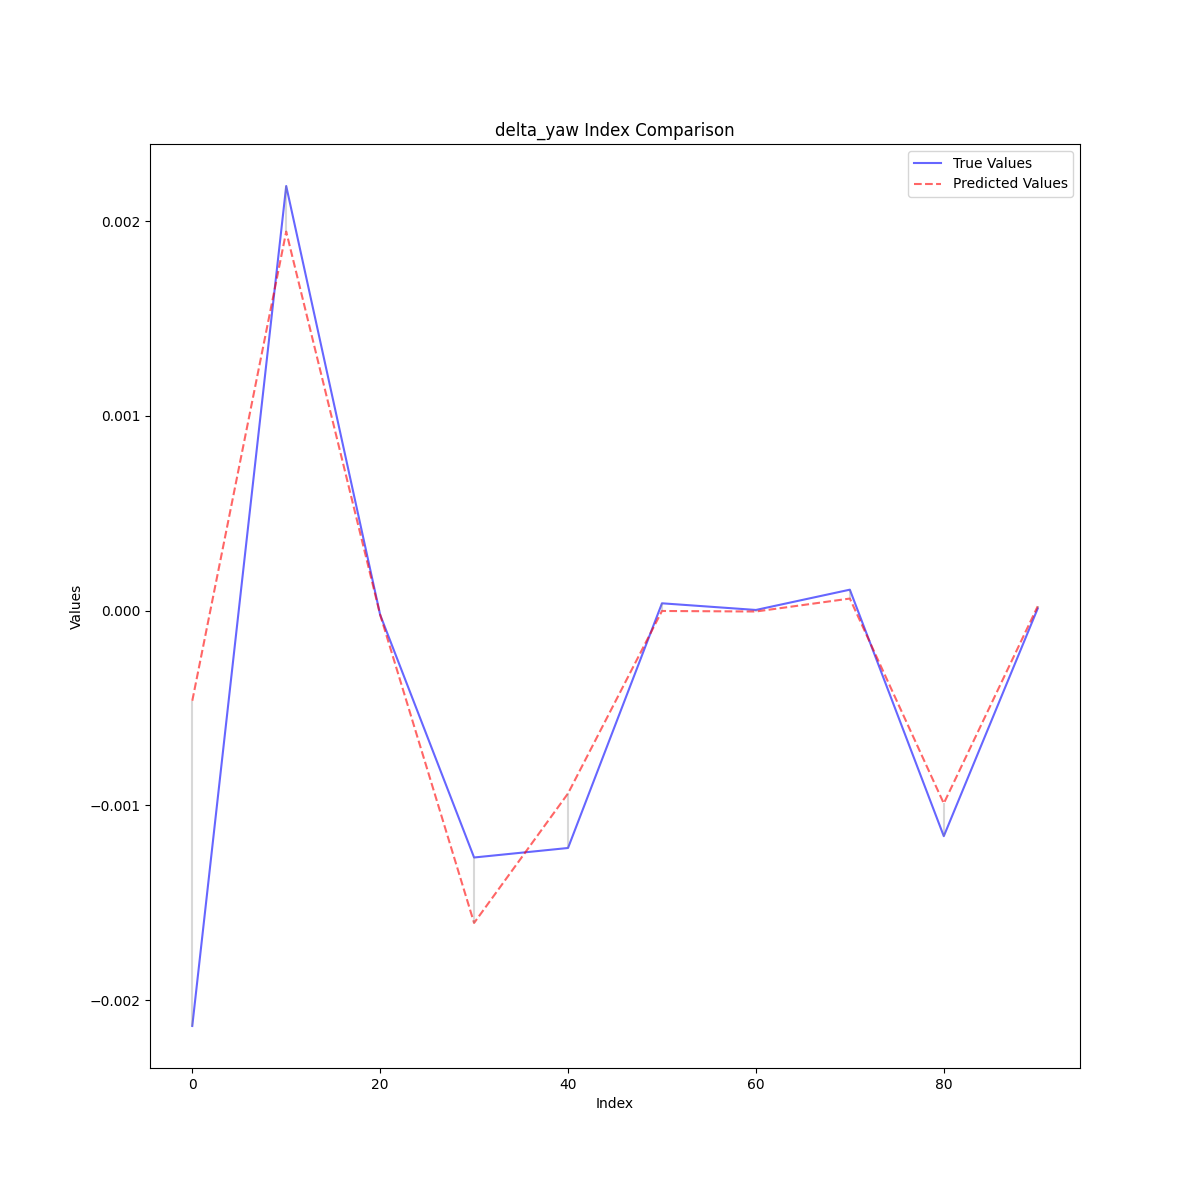 delta_yaw Index Comparison
True Values
Predicted Values
0.002
0.001
0.000
−0.001
−0.002
Values
0
20
40
60
80
Index